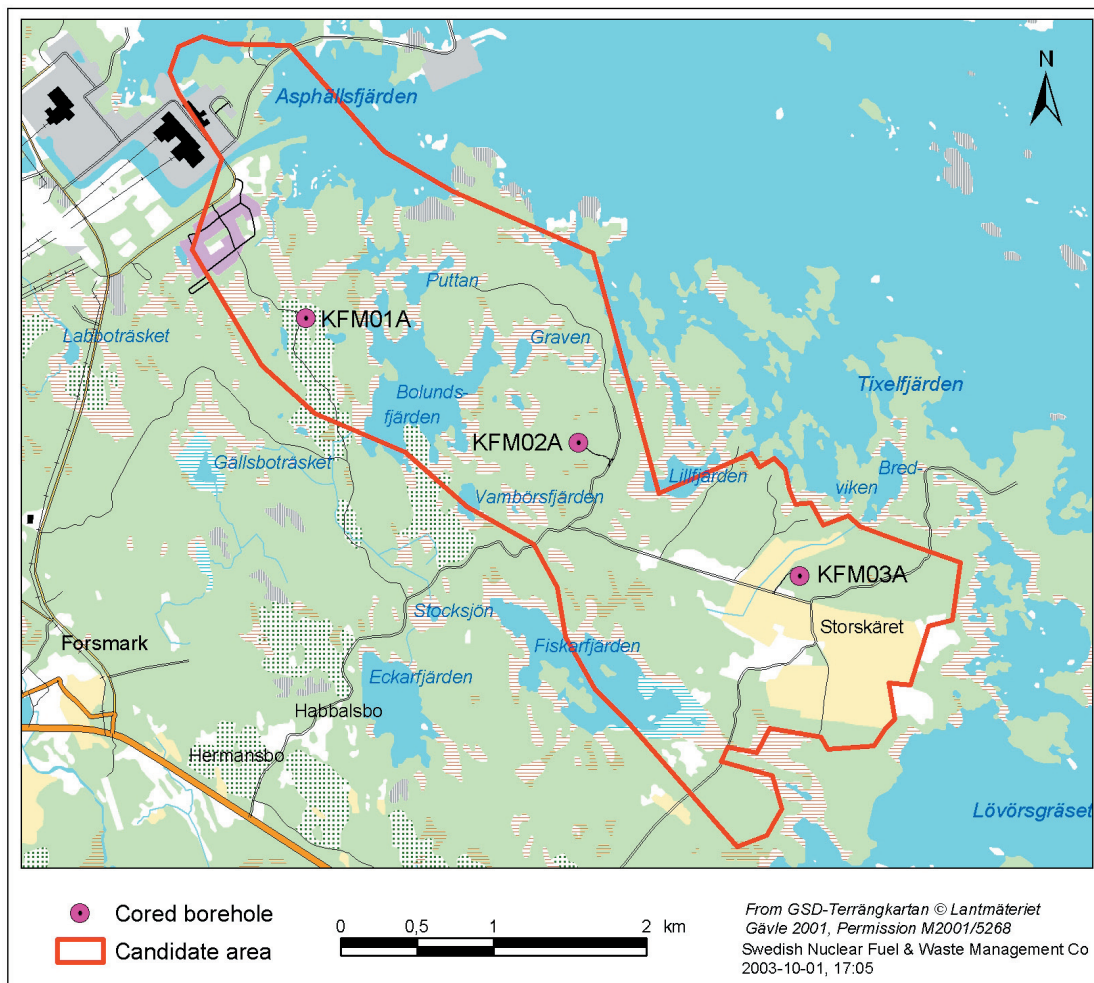 N
Asphällsfjärden
Puttan
KFM01A
Labboträsket
Graven
Tixelfjärden
Bolunds-
fjärden
KFM02A
Gällsboträsket
Lillfjärden
Bred-
viken
Vambörsfjärden
KFM03A
Stocksjön
Storskäret
Forsmark
Fiskarfjärden
Eckarfjärden
Habbalsbo
Hermansbo
Lövörsgräset
Cored borehole
Candidate area
0 0,5 1 2 km
From GSD-Terrängkartan © Lantmäteriet
Gävle 2001, Permission M2001/5268
Swedish Nuclear Fuel & Waste Management Co
2003-10-01, 17:05